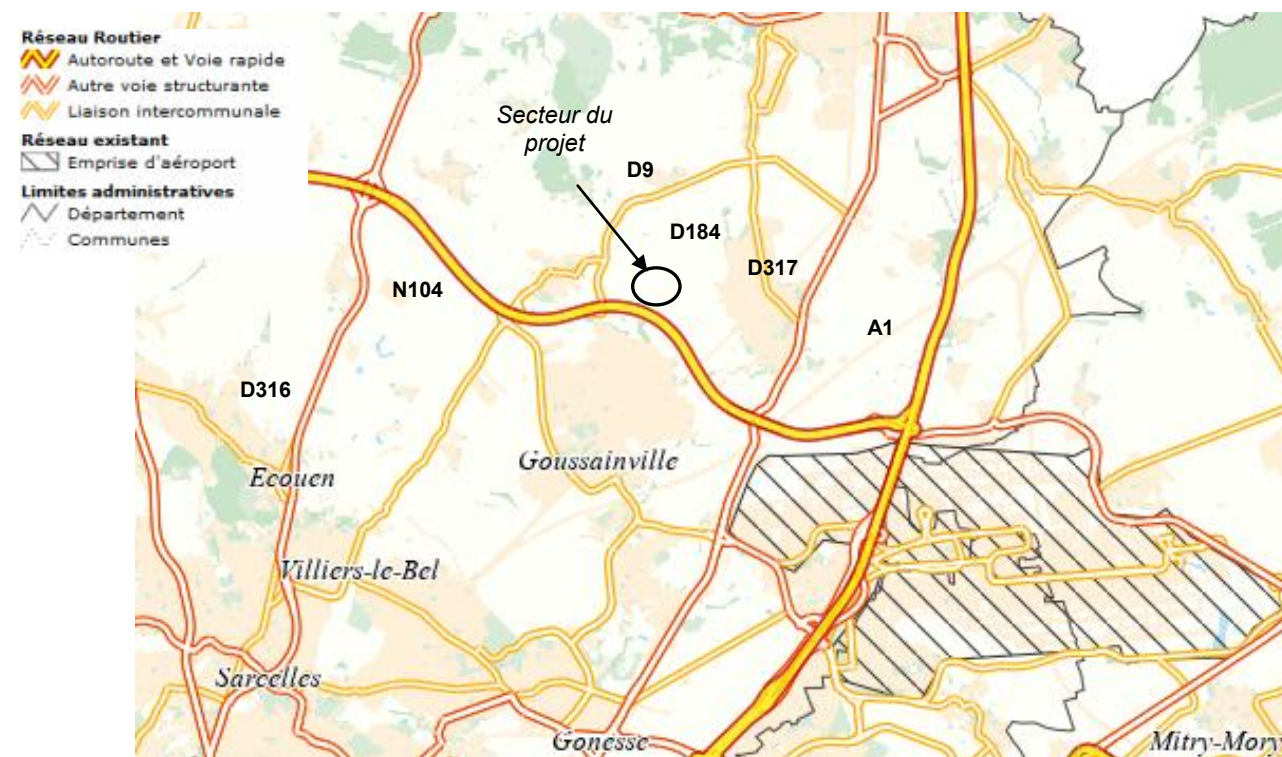 Réseau Routier
Autoroute et Voie rapide
Autre voie structurante
Liaison intercommunale
Réseau existant
Emprise d'aéroport
Limites administratives
Département
Communes
Secteur du
projet
D9
D184
D317
N104
A1
D316
Ecouen
Goussainville
Villiers-le-Bel
Sarcelles
Gonesse
Mitry-Mory